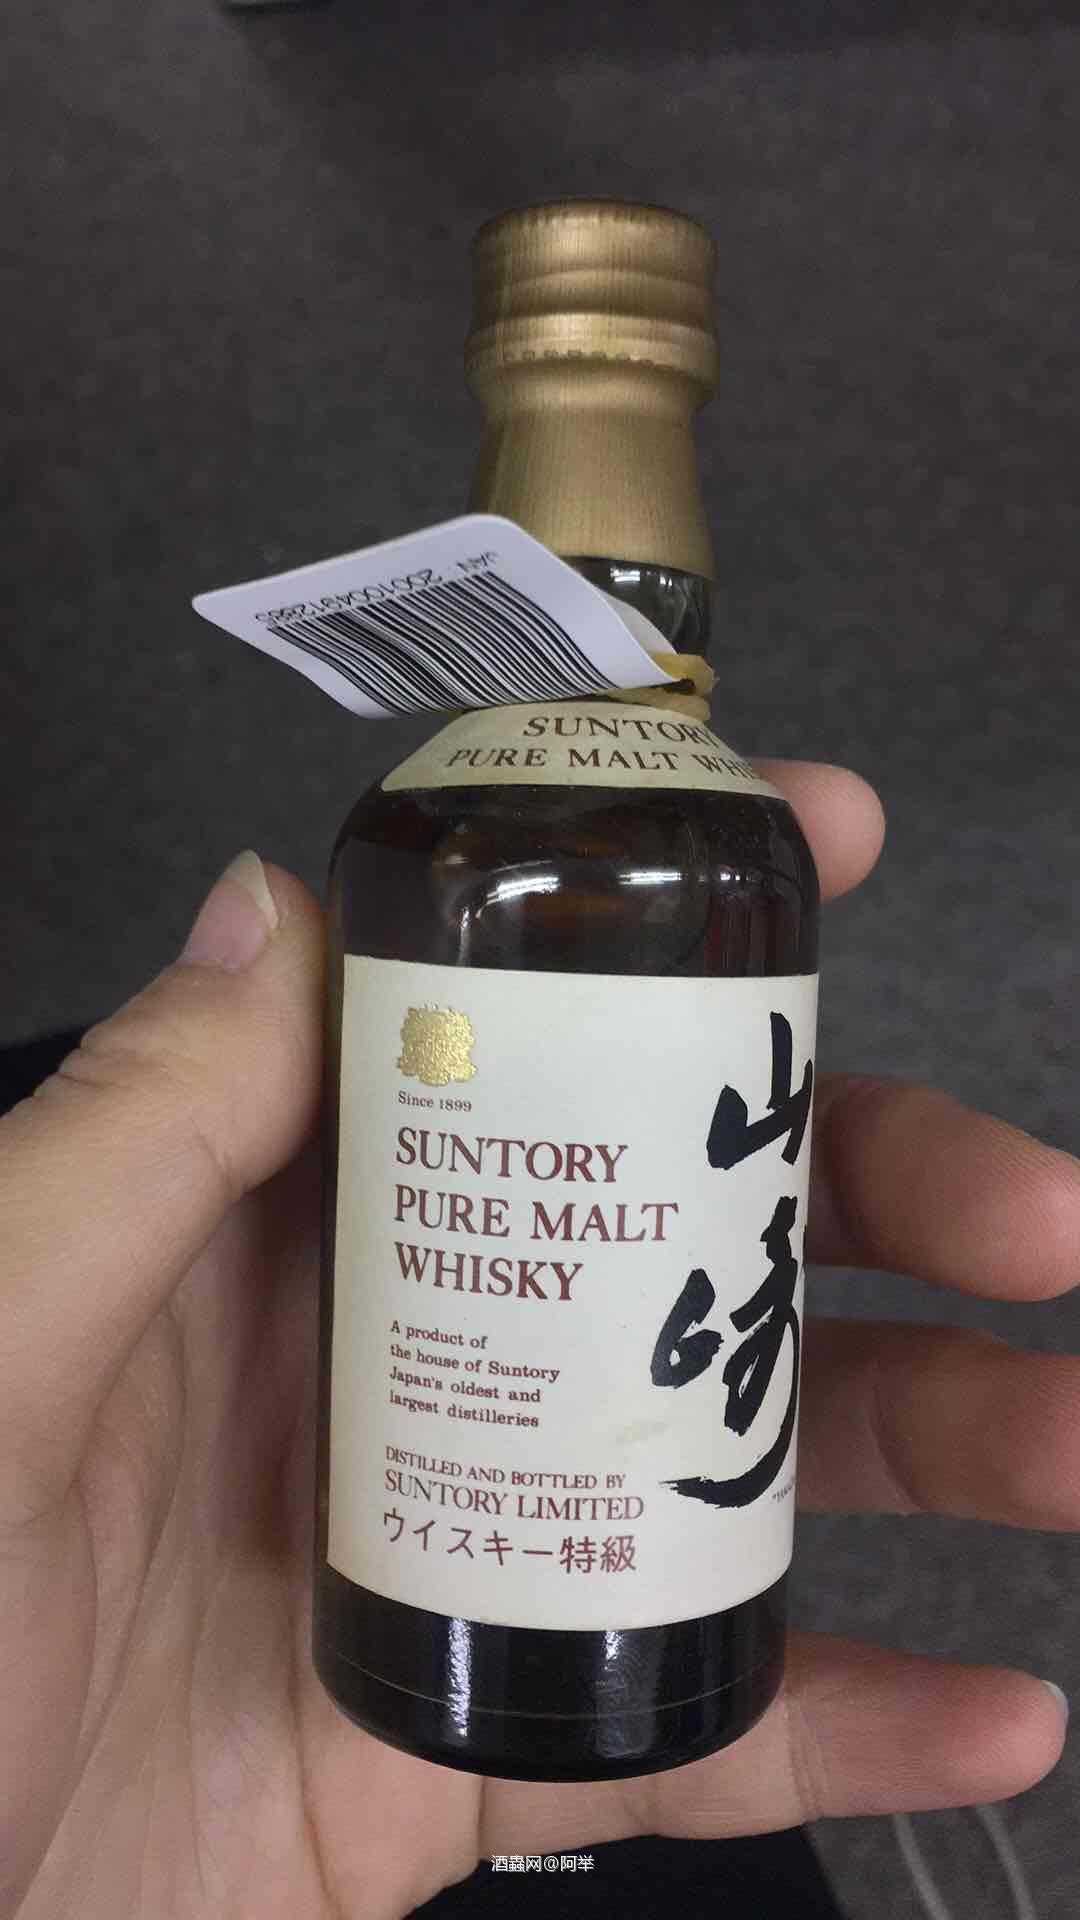 SUNTORY
PURE MALT
Since 1899
SUNTORY
PURE MALT
WHISKY
A product of
the house of Suntory
Japan's oldest and
largest distilleries
DISTILLED AND BOTTLED BY
SUNTORY LIMITED
ウイスキー特級
山崎
酒蟲网@阿举